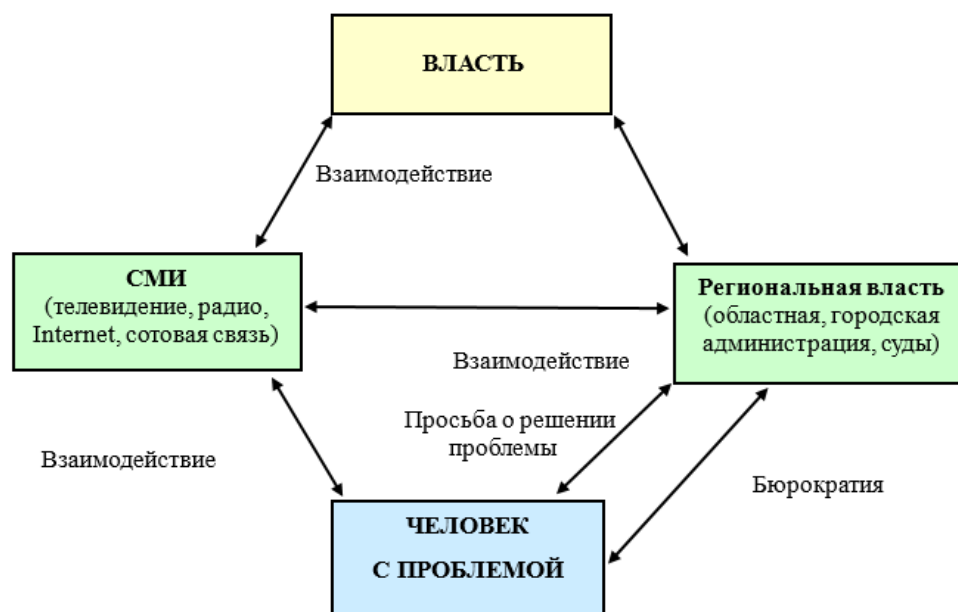 ВЛАСТЬ
Взаимодействие
СМИ
(телевидение, радио,
Internet, сотовая связь)
Региональная власть
(областная, городская
администрация, суды)
Взаимодействие
Просьба о решении
проблемы
Взаимодействие
Бюрократия
ЧЕЛОВЕК
С ПРОБЛЕМОЙ